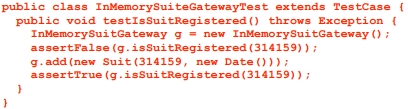 public class InMemorySuiteGatewayTest extends TestCase {
public void testIsSuitRegistered() throws Exception {
InMemorySuitGateway g = new InMemorySuitGateway();
assertFalse(g.isSuitRegistered(314159));
g.add(new Suit(314159, new Date()));
assertTrue(g.isSuitRegistered(314159));
}
}